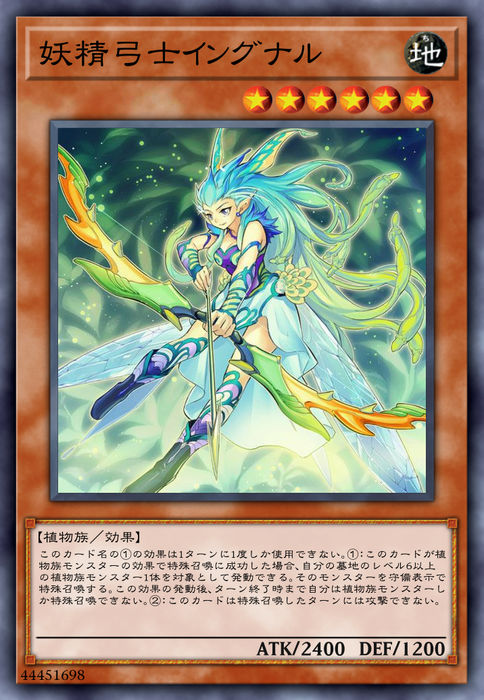 妖精弓士イングナル
ち
地
【植物族／効果】
このカード名の①の効果は1ターンに1度しか使用できない。①：このカードが植
物族モンスターの効果で特殊召喚に成功した場合、自分の墓地のレベル6以上
の植物族モンスター1体を対象として発動できる。そのモンスターを守備表示で
特殊召喚する。この効果の発動後、ターン終了時まで自分は植物族モンスターし
か特殊召喚できない。②：このカードは特殊召喚したターンには攻撃できない。
ATK/2400 DEF/1200
44451698